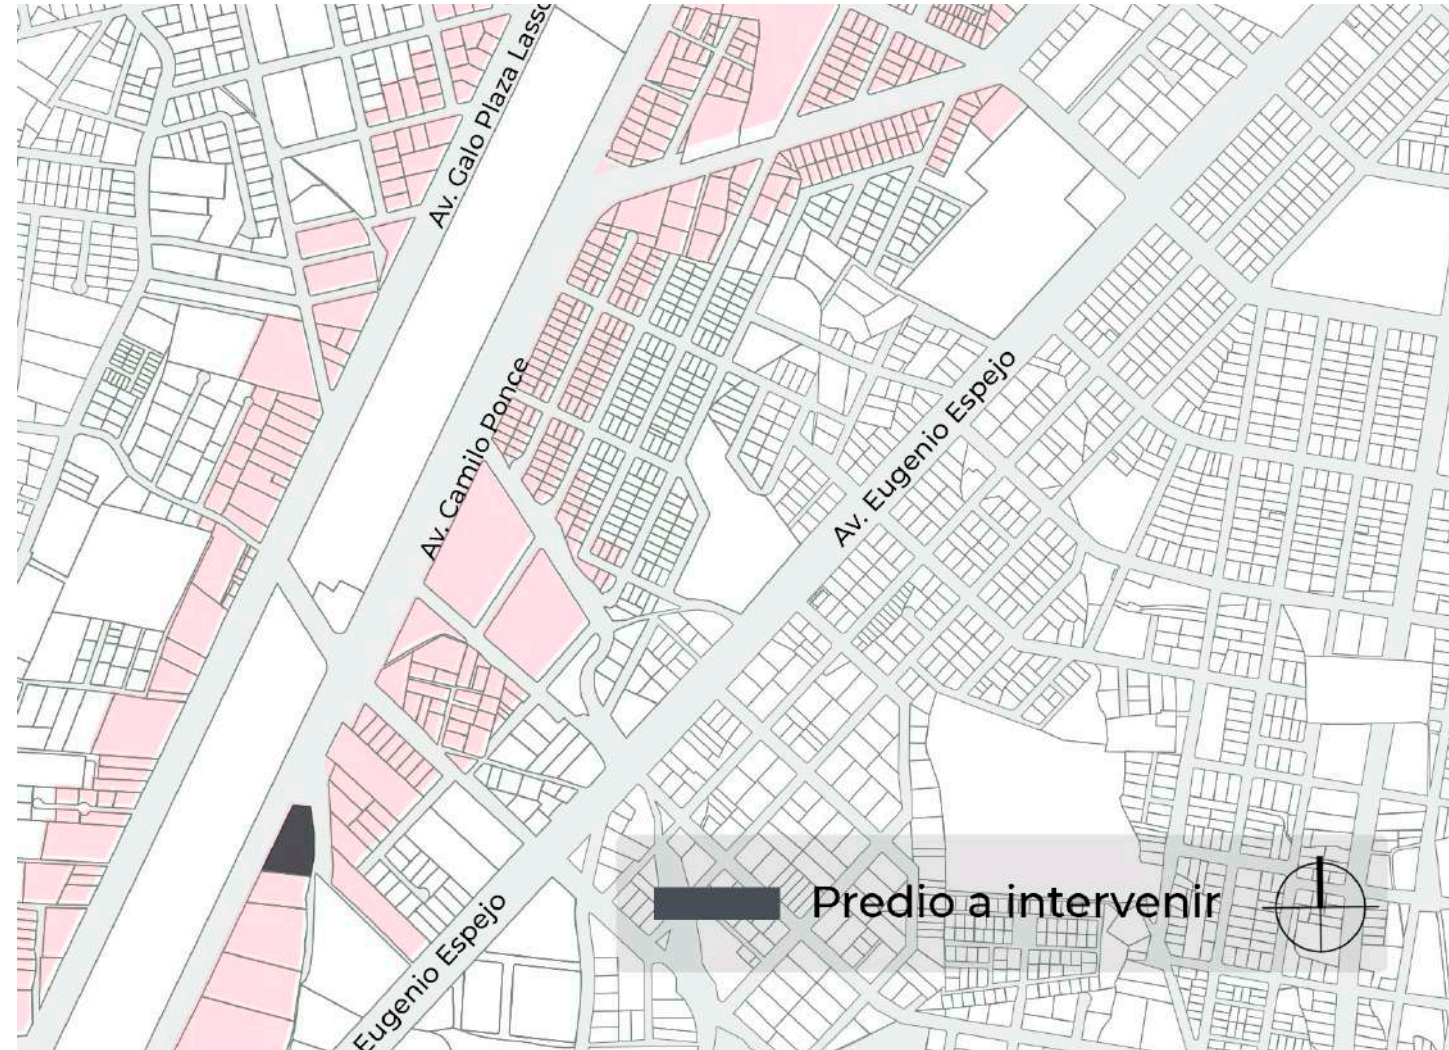 Av. Galo Plaza Lasso
Av. Camilo Ponce
Av. Eugenio Espejo
Eugenio Espejo
Predio a intervenir